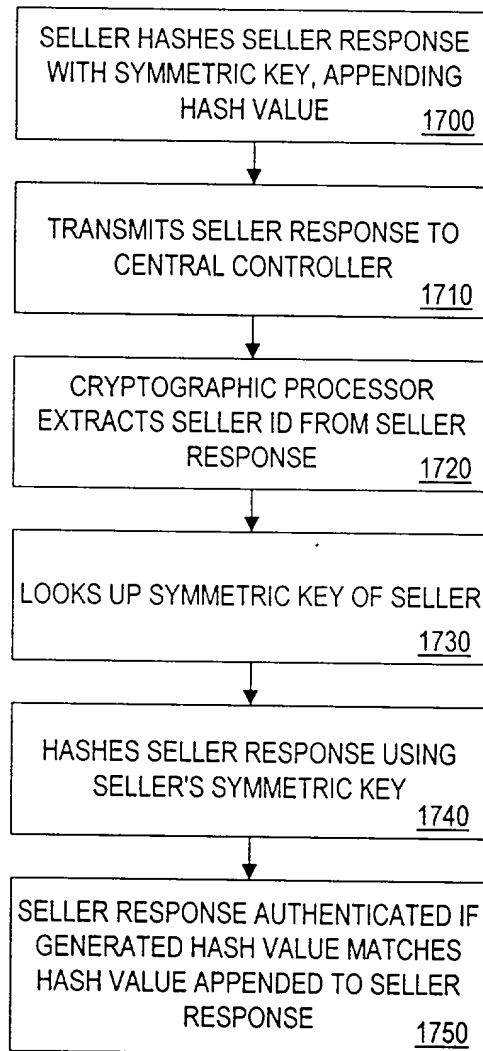 SELLER HASHES SELLER RESPONSE
WITH SYMMETRIC KEY, APPENDING
HASH VALUE
1700
TRANSMITS SELLER RESPONSE TO
CENTRAL CONTROLLER
1710
CRYPTOGRAPHIC PROCESSOR
EXTRACTS SELLER ID FROM SELLER
RESPONSE
1720
LOOKS UP SYMMETRIC KEY OF SELLER
1730
HASHES SELLER RESPONSE USING
SELLER'S SYMMETRIC KEY
1740
SELLER RESPONSE AUTHENTICATED IF
GENERATED HASH VALUE MATCHES
HASH VALUE APPENDED TO SELLER
RESPONSE
1750